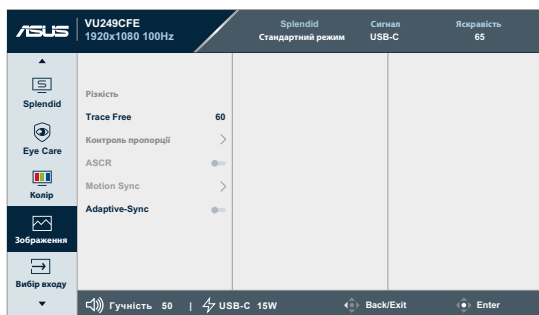 ASUS
VU249CFE
1920x1080 100Hz
Splendid
Стандартний режим
Сигнал
USB-C
Яскравість
65
Splendid
Eye Care
Колір
Зображення
Вибір входу
Різкість
Trace Free 60
Контроль пропорції
ASCR
Motion Sync
Adaptive-Sync
Гучність 50 | USB-C 15W Back/Exit Enter